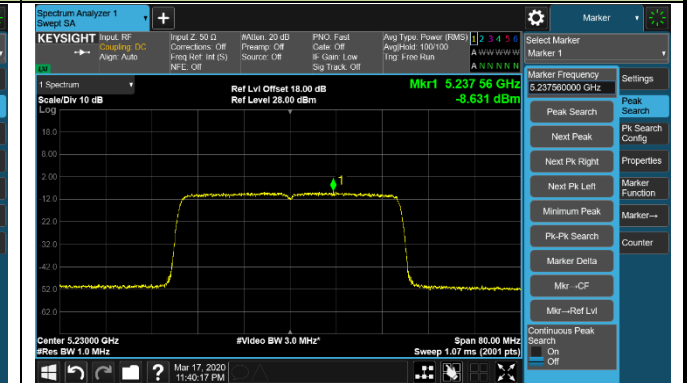 Spectrum Analyzer 1
Swept SA
Marker
KEYSIGHT
Input: RF
Coupling: DC
Align: Auto
Input Z: 50 Ω
Corrections: Off
Freq Ref: Int (S)
NFE: Off
#Atten: 20 dB
Preamp: Off
Source: Off
PNO: Fast
Gate: Off
IF Gain: Low
Sig Track: Off
Avg Type: Power (RMS)
Avg|Hold: 100/100
Trig: Free Run
1 2 3 4 5 6
A W W W W W
A N N N N N
Select Marker
Marker 1
1 Spectrum
Scale/Div 10 dB
Log
Ref Lvl Offset 18.00 dB
Ref Level 28.00 dBm
Mkr1 5.237 56 GHz
-8.631 dBm
18.0
8.00
-2.00
-12.0
-22.0
-32.0
-42.0
-52.0
-62.0
1
Center 5.23000 GHz
#Res BW 1.0 MHz
#Video BW 3.0 MHz*
Span 80.00 MHz
Sweep 1.07 ms (2001 pts)
Mar 17, 2020
11:40:17 PM
Marker Frequency
5.237560000 GHz
Peak Search
Next Peak
Next Pk Right
Next Pk Left
Minimum Peak
Pk-Pk Search
Marker Delta
Mkr→CF
Mkr→Ref Lvl
Continuous Peak
Search
On
Off
Settings
Peak
Search
Pk Search
Config
Properties
Marker
Function
Marker→
Counter